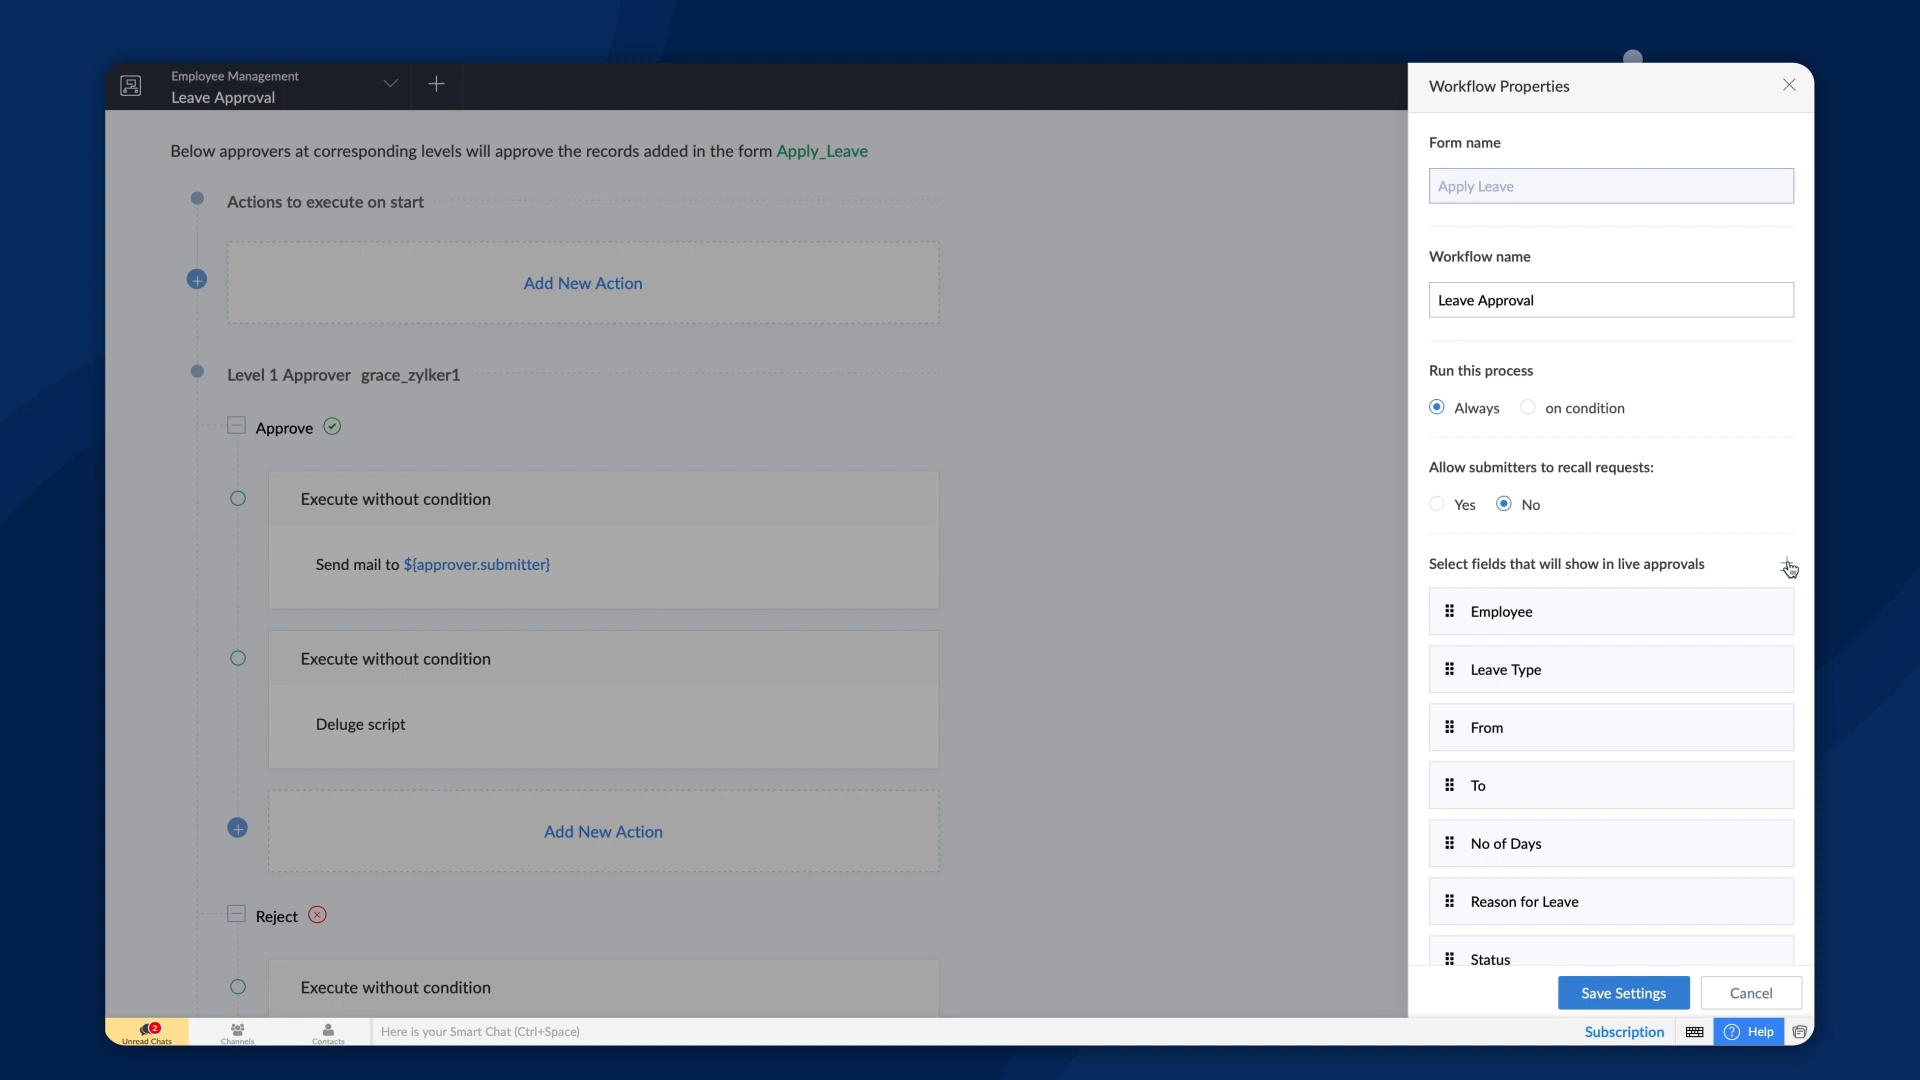 Employee Management
Leave Approval
Below approvers at corresponding levels will approve the records added in the form Apply_Leave
Actions to execute on start
Add New Action
Level 1 Approver grace_zylker1
Approve
Execute without condition
Send mail to ${approver.submitter}
Execute without condition
Deluge script
Add New Action
Reject
Execute without condition
Workflow Properties
Form name
Apply Leave
Workflow name
Leave Approval
Run this process
Always on condition
Allow submitters to recall requests:
Yes No
Select fields that will show in live approvals
Employee
Leave Type
From
To
No of Days
Reason for Leave
Status
Save Settings Cancel
2
Unread Chats Channels Contacts Here is your Smart Chat (Ctrl+Space) Subscription Help